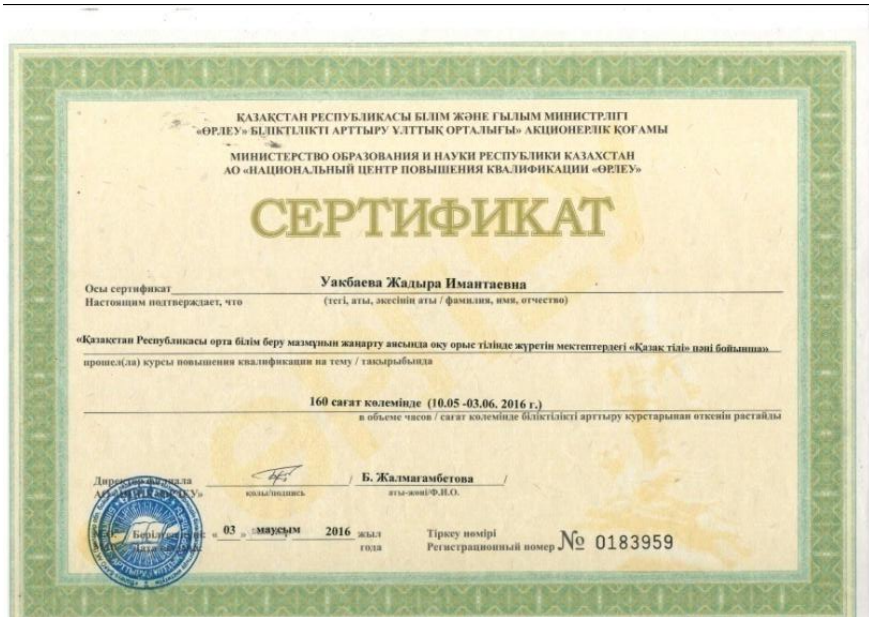 ҚАЗАҚСТАН РЕСПУБЛИКАСЫ БІЛІМ ЖӘНЕ ҒЫЛЫМ МИНИСТРЛІГІ
«ӨРЛЕУ» БІЛІКТІЛІКТІ АРТТЫРУ ҰЛТТЫҚ ОРТАЛЫҒЫ» АКЦИОНЕРЛІК ҚОҒАМЫ
МИНИСТЕРСТВО ОБРАЗОВАНИЯ И НАУКИ РЕСПУБЛИКИ КАЗАХСТАН
АО «НАЦИОНАЛЬНЫЙ ЦЕНТР ПОВЫШЕНИЯ КВАЛИФИКАЦИИ «ӨРЛЕУ»
СЕРТИФИКАТ
Осы сертификат Уакбаева Жадыра Имантаевна
Настоящим подтверждает, что (тегі, аты, әкесінің аты / фамилия, имя, отчество)
«Қазақстан Республикасы орта білім беру мазмұнын жаңарту аясында оқу орыс тілінде жүретін мектептердегі «Қазақ тілі» пәні бойынша»
прошел(ла) курсы повышения квалификации на тему / тақырыбында
160 сағат көлемінде (10.05 -03.06. 2016 г.)
в объеме часов / сағат көлемінде біліктілікті арттыру курстарынан өткенін растайды
Директор филиала / Б. Жалмагамбетова /
қолы/подпись аты-жөні/Ф.И.О.
« 03 » маусым 2016 жыл Тіркеу нөмірі
года Регистрационный номер № 0183959